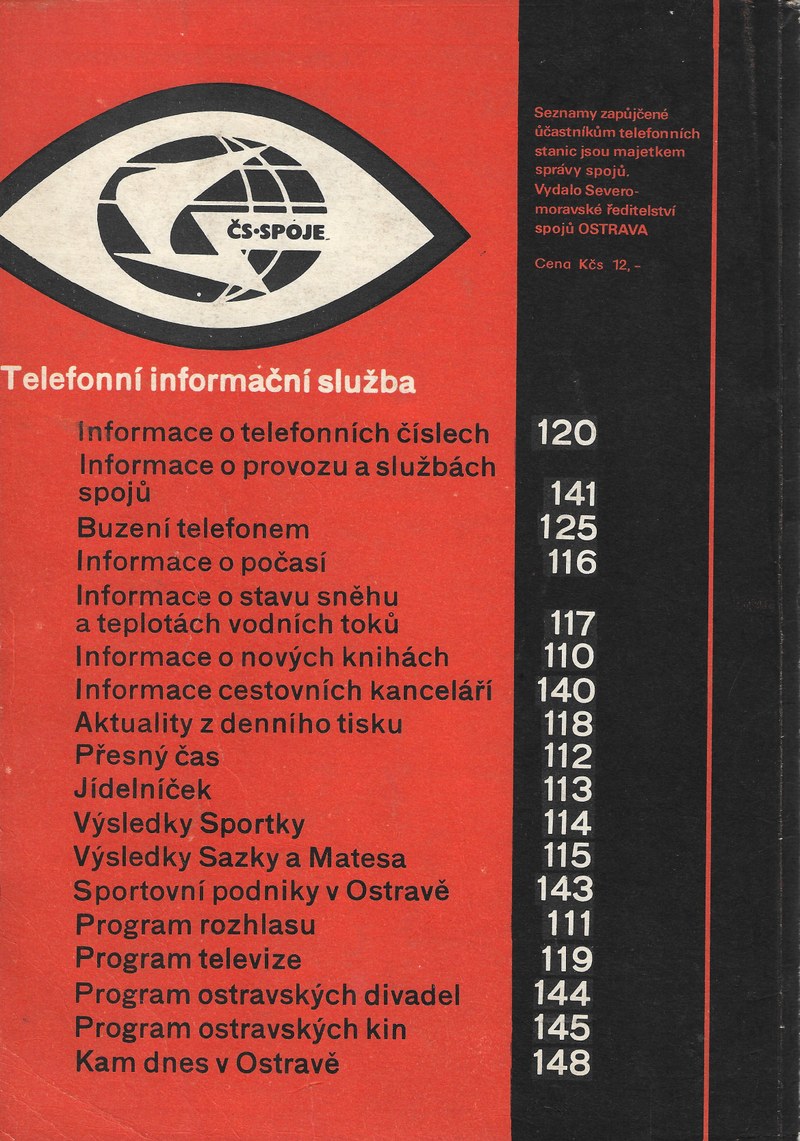 Seznamy zapůjčené
účastníkům telefonních
stanic jsou majetkem
správy spojů.
Vydalo Severo-
moravské ředitelství
spojů OSTRAVA
Cena Kčs 12,-
ČS·SPOJE
Telefonní informační služba
Informace o telefonních číslech 120
Informace o provozu a službách
spojů 141
Buzení telefonem 125
Informace o počasí 116
Informace o stavu sněhu
a teplotách vodních toků 117
Informace o nových knihách 110
Informace cestovních kanceláří 140
Aktuality z denního tisku 118
Přesný čas 112
Jídelníček 113
Výsledky Sportky 114
Výsledky Sazky a Matesa 115
Sportovní podniky v Ostravě 143
Program rozhlasu 111
Program televize 119
Program ostravských divadel 144
Program ostravských kin 145
Kam dnes v Ostravě 148